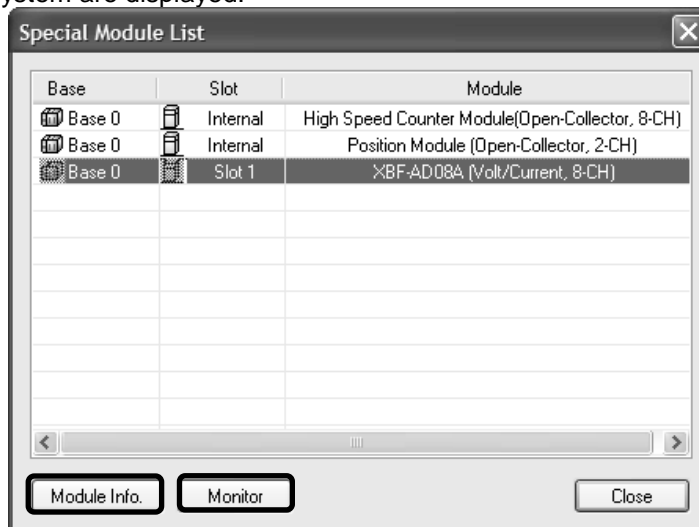 ystem are displayed.
Special Module List
Base Slot Module
Base 0 Internal High Speed Counter Module(Open-Collector, 8-CH)
Base 0 Internal Position Module (Open-Collector, 2-CH)
Base 0 Slot 1 XBF-AD08A (Volt/Current, 8-CH)
Module Info. Monitor Close